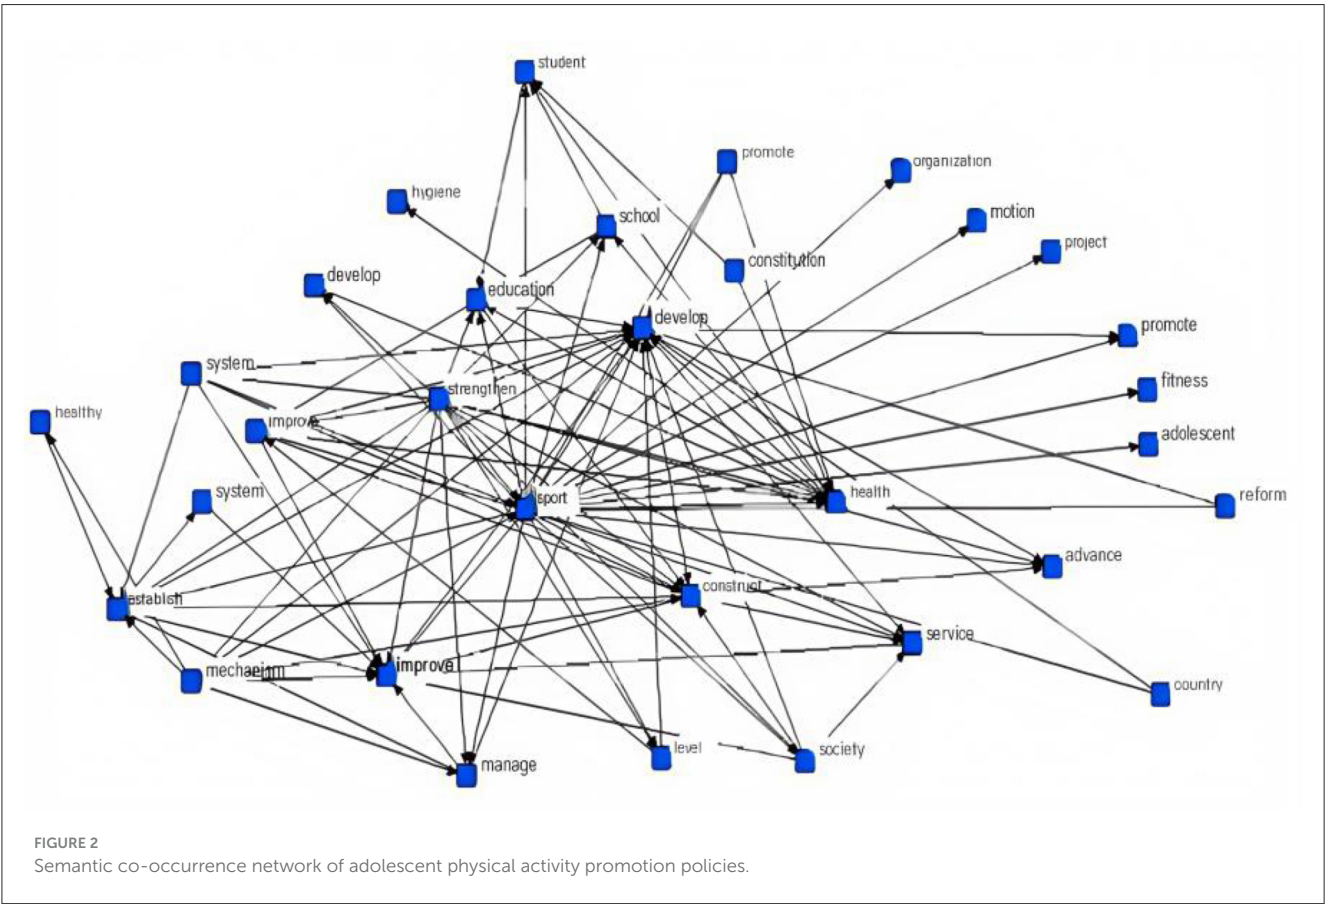 student
promote
organization
hygiene
school
motion
project
constitution
develop
education
develop
promote
system
strengthen
fitness
healthy
improve
adolescent
system
sport
health
reform
advance
establish
construct
service
mechaeigm
improve
country
level
society
manage
FIGURE 2
Semantic co-occurrence network of adolescent physical activity promotion policies.